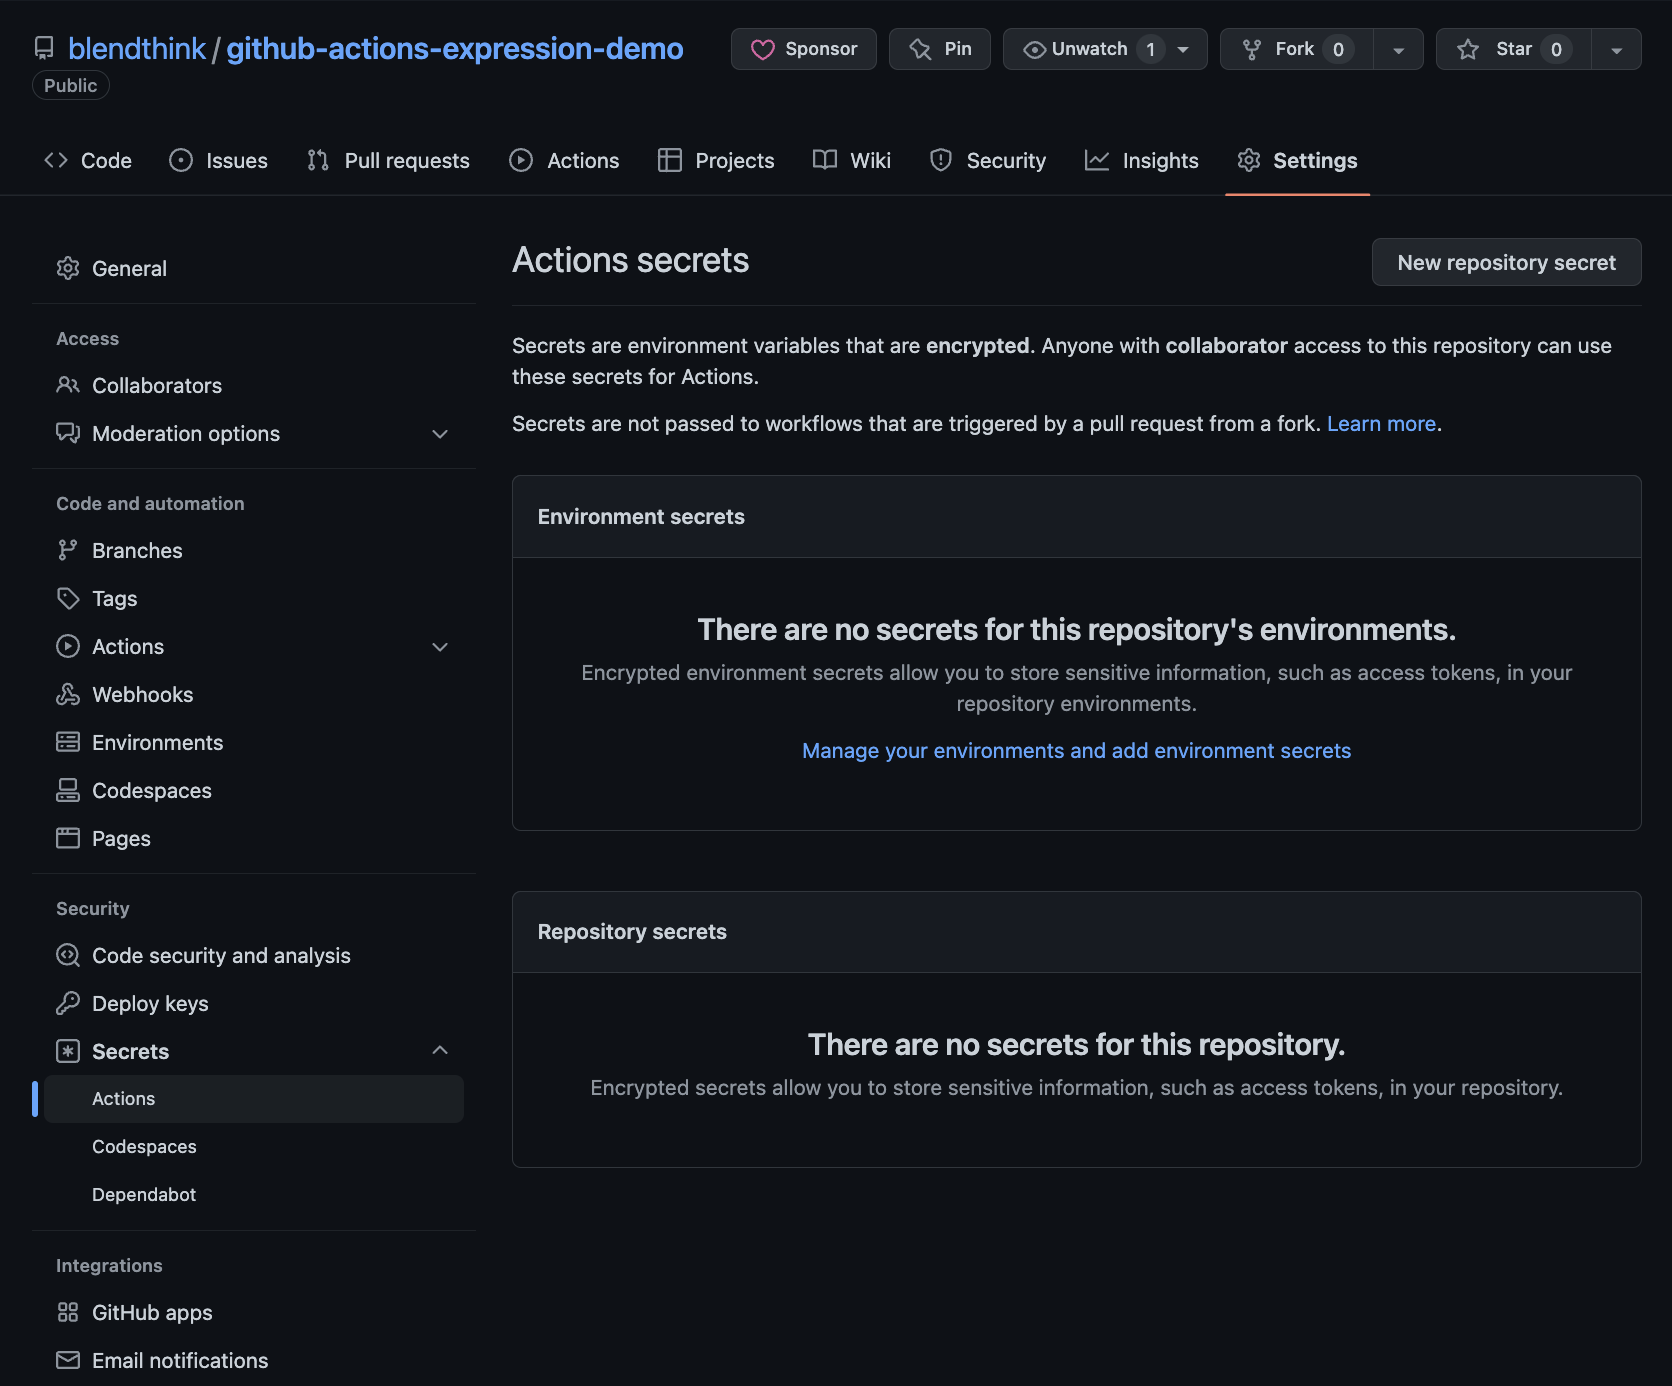 blendthink / github-actions-expression-demo
Sponsor
Pin
Unwatch 1
Fork 0
Star 0
Public
Code
Issues
Pull requests
Actions
Projects
Wiki
Security
Insights
Settings
General
Access
Collaborators
Moderation options
Code and automation
Branches
Tags
Actions
Webhooks
Environments
Codespaces
Pages
Security
Code security and analysis
Deploy keys
Secrets
Actions
Codespaces
Dependabot
Integrations
GitHub apps
Email notifications
Actions secrets
New repository secret
Secrets are environment variables that are encrypted. Anyone with collaborator access to this repository can use
these secrets for Actions.
Secrets are not passed to workflows that are triggered by a pull request from a fork. Learn more.
Environment secrets
There are no secrets for this repository's environments.
Encrypted environment secrets allow you to store sensitive information, such as access tokens, in your
repository environments.
Manage your environments and add environment secrets
Repository secrets
There are no secrets for this repository.
Encrypted secrets allow you to store sensitive information, such as access tokens, in your repository.